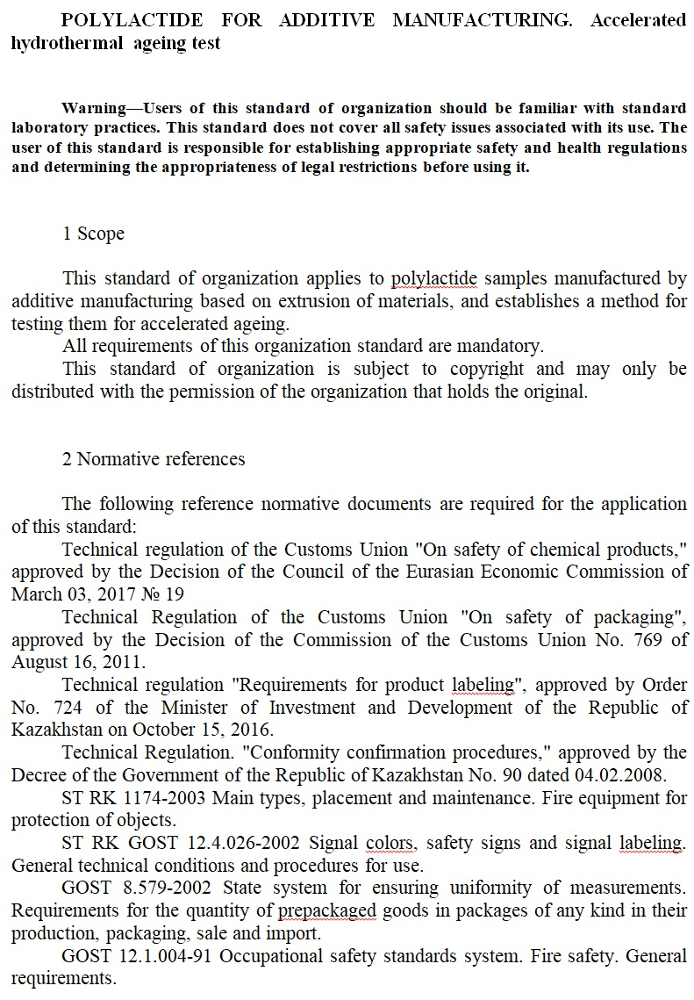 POLYLACTIDE FOR ADDITIVE MANUFACTURING. Accelerated
hydrothermal ageing test
Warning—Users of this standard of organization should be familiar with standard
laboratory practices. This standard does not cover all safety issues associated with its use. The
user of this standard is responsible for establishing appropriate safety and health regulations
and determining the appropriateness of legal restrictions before using it.
1 Scope
This standard of organization applies to polylactide samples manufactured by
additive manufacturing based on extrusion of materials, and establishes a method for
testing them for accelerated ageing.
All requirements of this organization standard are mandatory.
This standard of organization is subject to copyright and may only be
distributed with the permission of the organization that holds the original.
2 Normative references
The following reference normative documents are required for the application
of this standard:
Technical regulation of the Customs Union "On safety of chemical products,"
approved by the Decision of the Council of the Eurasian Economic Commission of
March 03, 2017 № 19
Technical Regulation of the Customs Union "On safety of packaging",
approved by the Decision of the Commission of the Customs Union No. 769 of
August 16, 2011.
Technical regulation "Requirements for product labeling", approved by Order
No. 724 of the Minister of Investment and Development of the Republic of
Kazakhstan on October 15, 2016.
Technical Regulation. "Conformity confirmation procedures," approved by the
Decree of the Government of the Republic of Kazakhstan No. 90 dated 04.02.2008.
ST RK 1174-2003 Main types, placement and maintenance. Fire equipment for
protection of objects.
ST RK GOST 12.4.026-2002 Signal colors, safety signs and signal labeling.
General technical conditions and procedures for use.
GOST 8.579-2002 State system for ensuring uniformity of measurements.
Requirements for the quantity of prepackaged goods in packages of any kind in their
production, packaging, sale and import.
GOST 12.1.004-91 Occupational safety standards system. Fire safety. General
requirements.